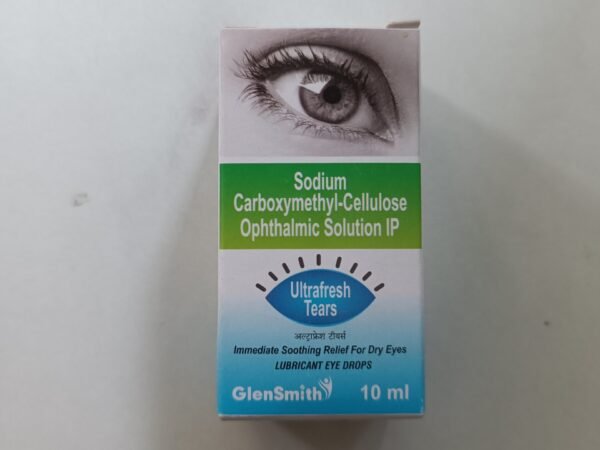 Sodium
Carboxymethyl-Cellulose
Ophthalmic Solution IP
Ultrafresh
Tears
अल्ट्राफ्रेश टीयर्स
Immediate Soothing Relief For Dry Eyes
LUBRICANT EYE DROPS
GlenSmith 10 ml